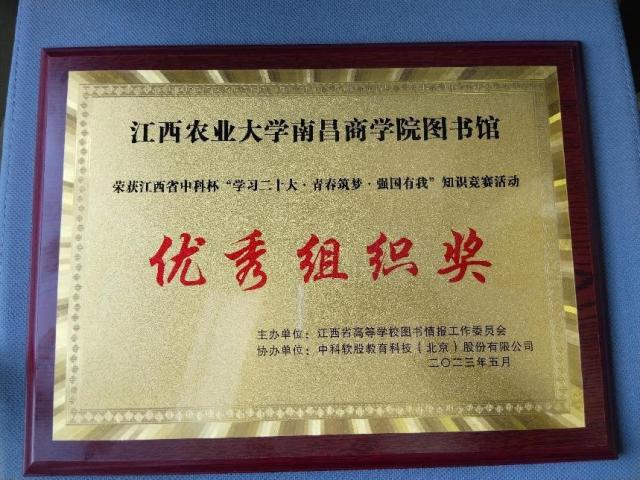 江西农业大学南昌商学院图书馆
荣获江西省中科杯“学习二十大·青春筑梦·强国有我”知识竞赛活动
优秀组织奖
主办单位：江西省高等学校图书情报工作委员会
协办单位：中科软股教育科技（北京）股份有限公司
二〇二三年五月